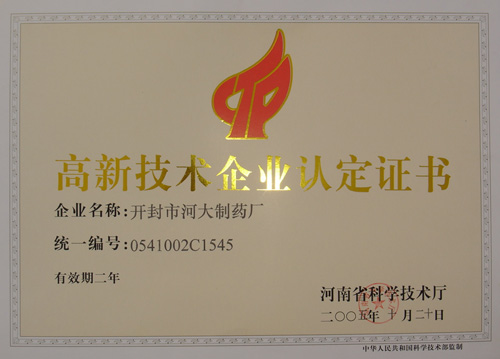 高新技术企业认定证书
企业名称:开封市河大制药厂
统一编号:0541002C1545
有效期二年
河南省科学技术厅
二〇〇五年十月二十日
中华人民共和国科学技术部监制